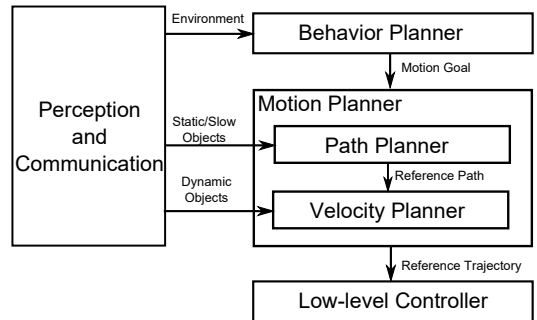 Environment
Behavior Planner
Motion Goal
Perception
and
Communication
Motion Planner
Static/Slow
Objects
Path Planner
Reference Path
Dynamic
Objects
Velocity Planner
Reference Trajectory
Low-level Controller